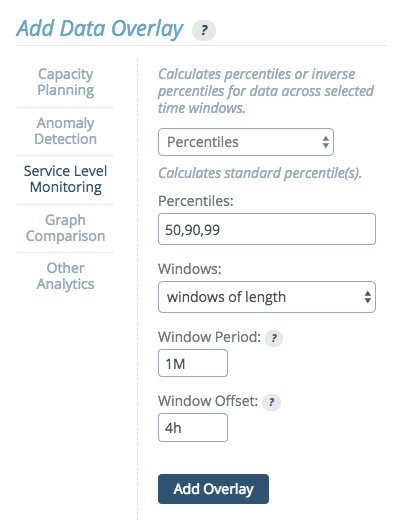 Add Data Overlay ?
Capacity
Planning
Anomaly
Detection
Service Level
Monitoring
Graph
Comparison
Other
Analytics
Calculates percentiles or inverse
percentiles for data across selected
time windows.
Percentiles
Calculates standard percentile(s).
Percentiles:
50,90,99
Windows:
windows of length
Window Period: ?
1M
Window Offset: ?
4h
Add Overlay